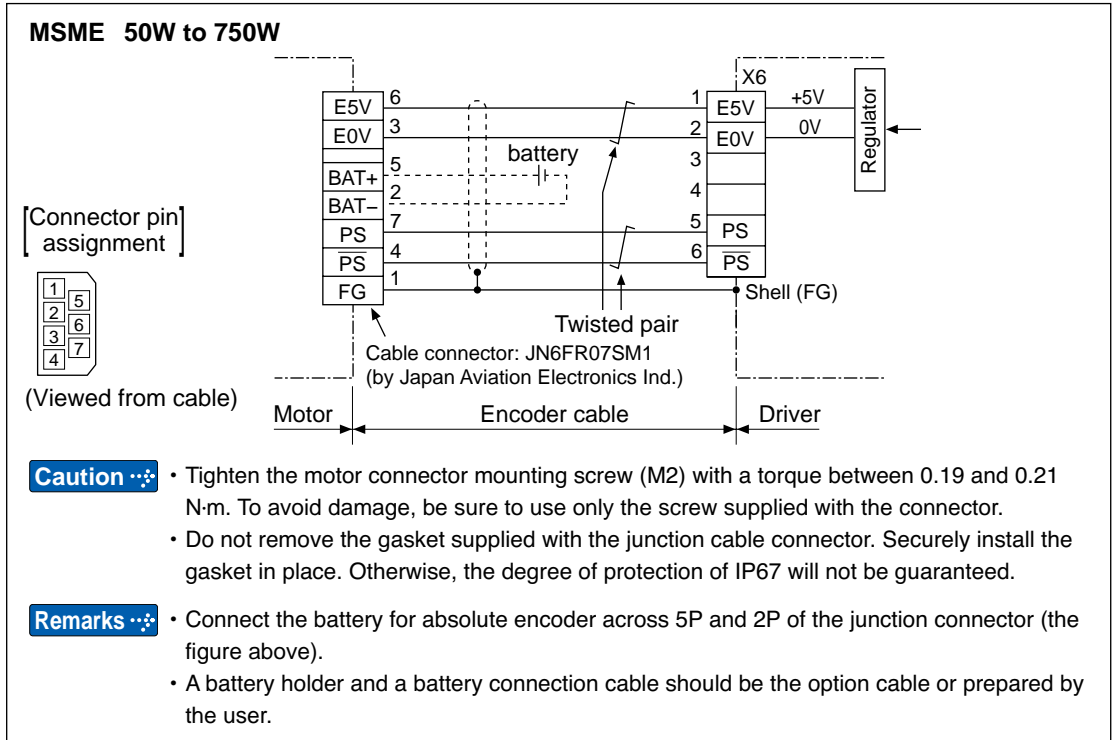 MSME 50W to 750W
X6
E5V 6 1 E5V +5V
E0V 3 2 E0V 0V
Regulator
battery
5 3
BAT+
2 4
BAT–
7 5
PS PS
4 6
P̅S̅ P̅S̅
1
FG Shell (FG)
Twisted pair
Cable connector: JN6FR07SM1
(by Japan Aviation Electronics Ind.)
[Connector pin
assignment]
1
5
2
6
3
7
4
(Viewed from cable)
Motor Encoder cable Driver
Caution • Tighten the motor connector mounting screw (M2) with a torque between 0.19 and 0.21
N·m. To avoid damage, be sure to use only the screw supplied with the connector.
• Do not remove the gasket supplied with the junction cable connector. Securely install the
gasket in place. Otherwise, the degree of protection of IP67 will not be guaranteed.
Remarks • Connect the battery for absolute encoder across 5P and 2P of the junction connector (the
figure above).
• A battery holder and a battery connection cable should be the option cable or prepared by
the user.